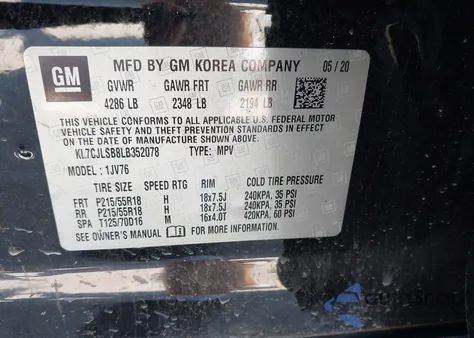 GM
MFD BY GM KOREA COMPANY 05/20
GVWR GAWR FRT GAWR RR
4286 LB 2348 LB 2194 LB
THIS VEHICLE CONFORMS TO ALL APPLICABLE U.S. FEDERAL MOTOR
VEHICLE SAFETY AND THEFT PREVENTION STANDARDS IN EFFECT
ON THE DATE OF MANUFACTURE SHOWN ABOVE.
KL7CJLSB8LB352078 TYPE: MPV
MODEL : 1JV76
TIRE SIZE SPEED RTG RIM COLD TIRE PRESSURE
FRT P215/55R18 H 18x7.5J 240KPA, 35 PSI
RR P215/55R18 H 18x7.5J 240KPA, 35 PSI
SPA T125/70D16 M 16x4.0T 420KPA, 60 PSI
SEE OWNER'S MANUAL FOR MORE INFORMATION.
AutoSnap